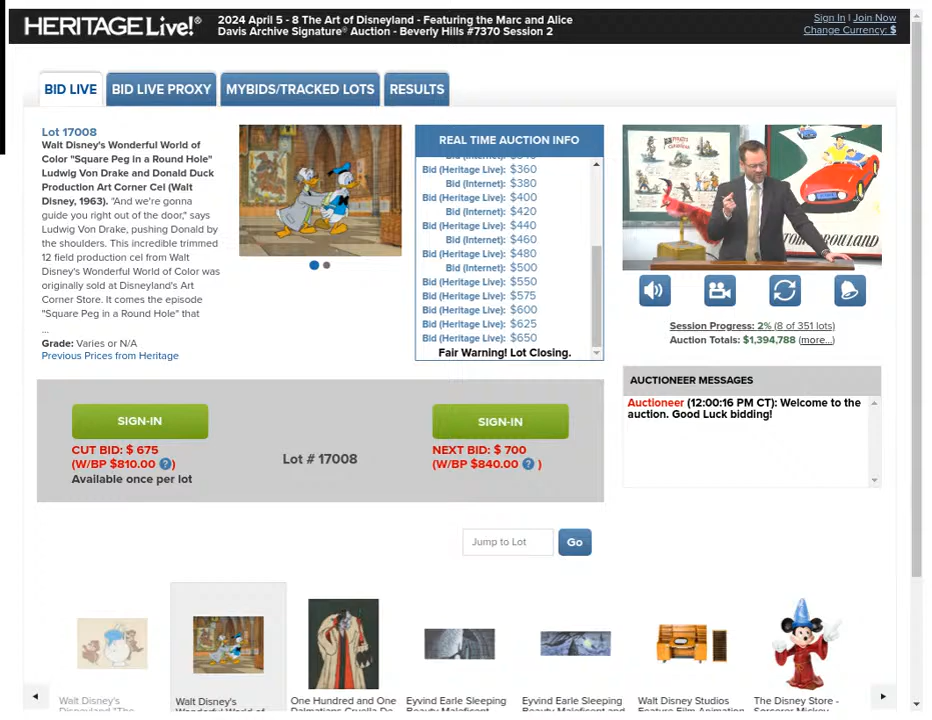 HERITAGE Live!®
2024 April 5 - 8 The Art of Disneyland - Featuring the Marc and Alice
Davis Archive Signature® Auction - Beverly Hills #7370 Session 2
Sign In | Join Now
Change Currency: $
BID LIVE
BID LIVE PROXY
MYBIDS/TRACKED LOTS
RESULTS
Lot 17008
Walt Disney's Wonderful World of
Color "Square Peg in a Round Hole"
Ludwig Von Drake and Donald Duck
Production Art Corner Cel (Walt
Disney, 1963). "And we're gonna
guide you right out of the door," says
Ludwig Von Drake, pushing Donald by
the shoulders. This incredible trimmed
12 field production cel from Walt
Disney's Wonderful World of Color was
originally sold at Disneyland's Art
Corner Store. It comes the episode
"Square Peg in a Round Hole" that
...
Grade: Varies or N/A
Previous Prices from Heritage
REAL TIME AUCTION INFO
Bid (Heritage Live): $360
Bid (Internet): $380
Bid (Heritage Live): $400
Bid (Internet): $420
Bid (Heritage Live): $440
Bid (Internet): $460
Bid (Heritage Live): $480
Bid (Internet): $500
Bid (Heritage Live): $550
Bid (Heritage Live): $575
Bid (Heritage Live): $600
Bid (Heritage Live): $625
Bid (Heritage Live): $650
Fair Warning! Lot Closing.
Session Progress: 2% (8 of 351 lots)
Auction Totals: $1,394,788 (more...)
AUCTIONEER MESSAGES
Auctioneer (12:00:16 PM CT): Welcome to the
auction. Good Luck bidding!
SIGN-IN
CUT BID: $ 675
(W/BP $810.00 ?)
Available once per lot
Lot # 17008
SIGN-IN
NEXT BID: $ 700
(W/BP $840.00 ? )
Jump to Lot
Go
Walt Disney's
Disneyland "The
Walt Disney's
Wonderful World of
One Hundred and One
Dalmatians Cruella De
Eyvind Earle Sleeping
Beauty Maleficent
Eyvind Earle Sleeping
Beauty Maleficent and
Walt Disney Studios
Feature Film Animation
The Disney Store -
Sorcerer Mickey